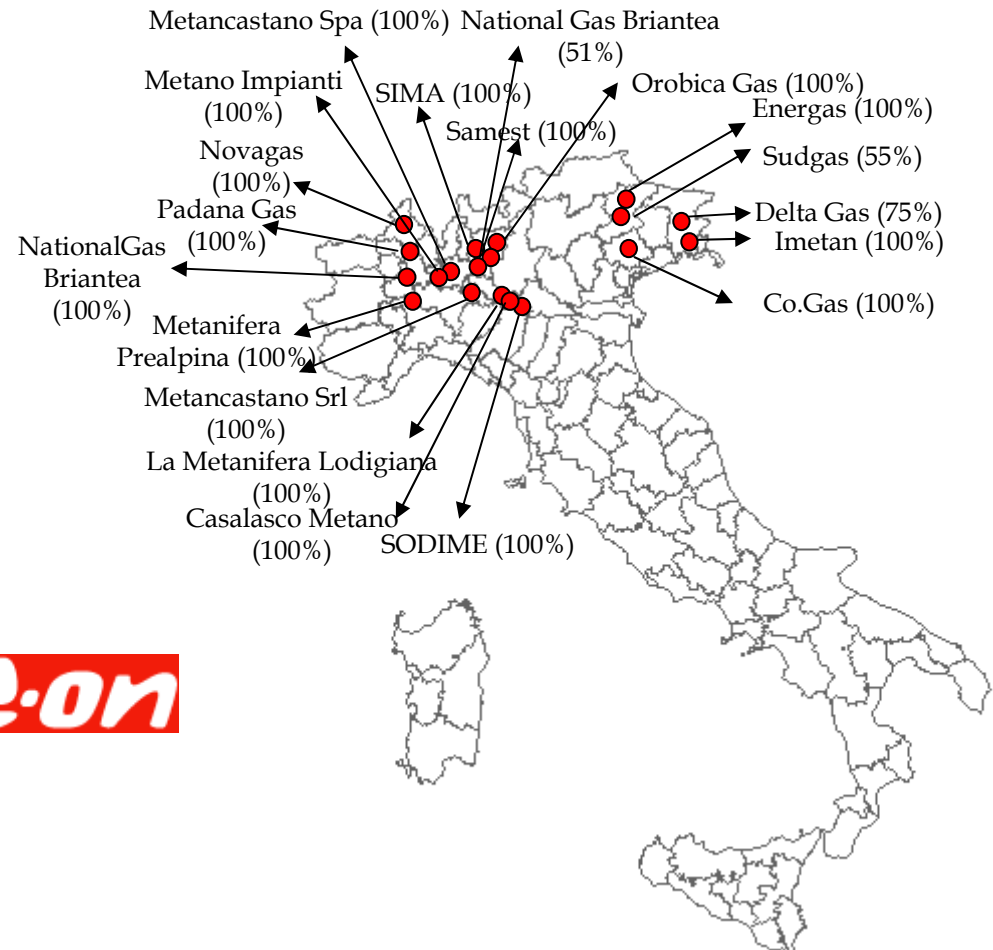 Metancastano Spa (100%)
National Gas Briantea
(51%)
Metano Impianti
(100%)
SIMA (100%)
Orobica Gas (100%)
Energas (100%)
Samest (100%)
Novagas
(100%)
Sudgas (55%)
Padana Gas
(100%)
Delta Gas (75%)
Imetan (100%)
NationalGas
Briantea
(100%)
Co.Gas (100%)
Metanifera
Prealpina (100%)
Metancastano Srl
(100%)
La Metanifera Lodigiana
(100%)
Casalasco Metano
(100%)
SODIME (100%)
e·on